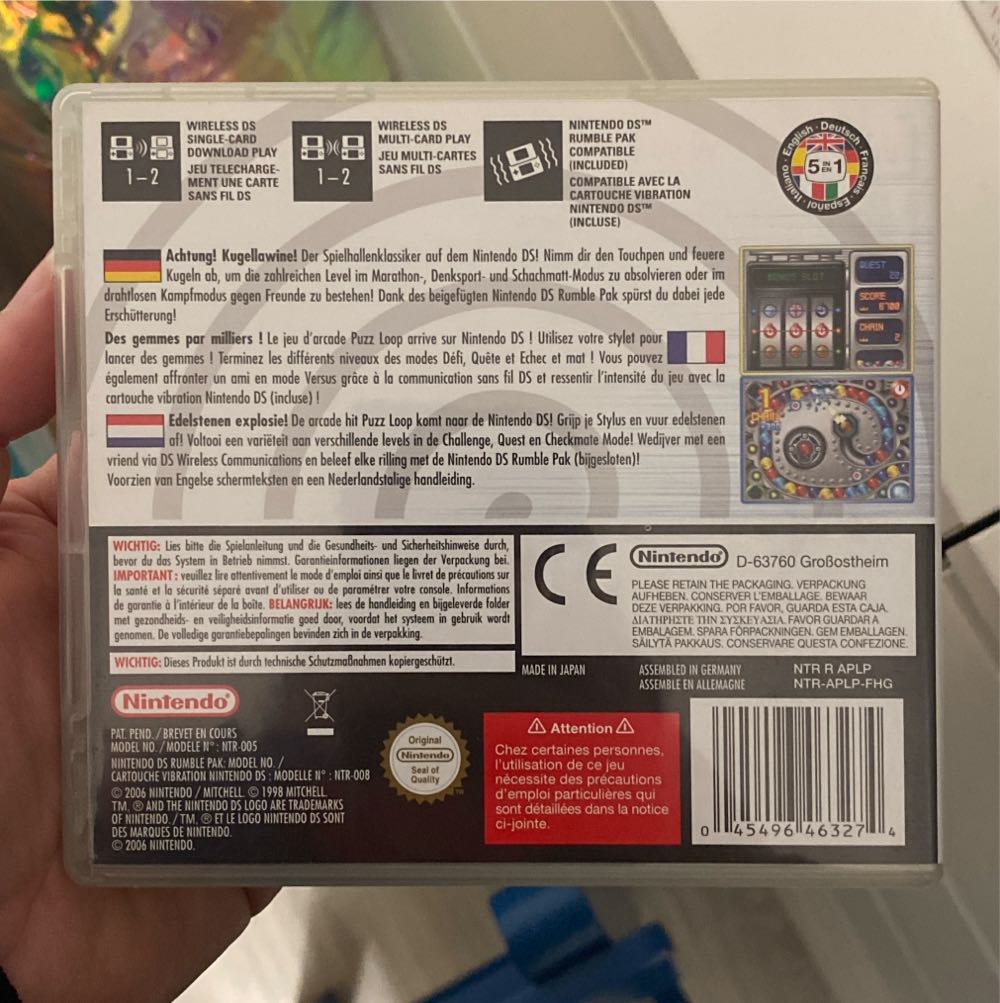 WIRELESS DS
SINGLE-CARD
DOWNLOAD PLAY
JEU TELECHARGE-
MENT UNE CARTE
SANS FIL DS
1–2
WIRELESS DS
MULTI-CARD PLAY
JEU MULTI-CARTES
SANS FIL DS
1–2
NINTENDO DS™
RUMBLE PAK
COMPATIBLE
(INCLUDED)
COMPATIBLE AVEC LA
CARTOUCHE VIBRATION
NINTENDO DS™
(INCLUSE)
English · Deutsch · Français · Español · Italiano ·
5 IN 1
Achtung! Kugellawine! Der Spielhallenklassiker auf dem Nintendo DS! Nimm dir den Touchpen und feuere
Kugeln ab, um die zahlreichen Level im Marathon-, Denksport- und Schachmatt-Modus zu absolvieren oder im
drahtlosen Kampfmodus gegen Freunde zu bestehen! Dank des beigefügten Nintendo DS Rumble Pak spürst du dabei jede
Erschütterung!
Des gemmes par milliers ! Le jeu d'arcade Puzz Loop arrive sur Nintendo DS ! Utilisez votre stylet pour
lancer des gemmes ! Terminez les différents niveaux des modes Défi, Quête et Echec et mat ! Vous pouvez
également affronter un ami en mode Versus grâce à la communication sans fil DS et ressentir l'intensité du jeu avec la
cartouche vibration Nintendo DS (incluse) !
Edelstenen explosie! De arcade hit Puzz Loop komt naar de Nintendo DS! Grijp je Stylus en vuur edelstenen
af! Voltooi een variëteit aan verschillende levels in de Challenge, Quest en Checkmate Mode! Wedijver met een
vriend via DS Wireless Communications en beleef elke rilling met de Nintendo DS Rumble Pak (bijgesloten)!
Voorzien van Engelse schermteksten en een Nederlandstalige handleiding.
BONUS SLOT
QUEST
SCORE
6700
CHAIN
2
1
CHAIN
WICHTIG: Lies bitte die Spielanleitung und die Gesundheits- und Sicherheitshinweise durch,
bevor du das System in Betrieb nimmst. Garantieinformationen liegen der Verpackung bei.
IMPORTANT : veuillez lire attentivement le mode d'emploi ainsi que le livret de précautions sur
la santé et la sécurité séparé avant d'utiliser ou de paramétrer votre console. Informations
de garantie à l'intérieur de la boîte. BELANGRIJK: lees de handleiding en bijgeleverde folder
met gezondheids- en veiligheidsinformatie goed door, voordat het systeem in gebruik wordt
genomen. De volledige garantiebepalingen bevinden zich in de verpakking.
WICHTIG: Dieses Produkt ist durch technische Schutzmaßnahmen kopiergeschützt.
CE
Nintendo D-63760 Großostheim
PLEASE RETAIN THE PACKAGING. VERPACKUNG
AUFHEBEN. CONSERVER L'EMBALLAGE. BEWAAR
DEZE VERPAKKING. POR FAVOR, GUARDA ESTA CAJA.
ΔΙΑΤΗΡΗΣΤΕ ΤΗΝ ΣΥΣΚΕΥΑΣΙΑ. FAVOR GUARDAR A
EMBALAGEM. SPARA FÖRPACKNINGEN. GEM EMBALLAGEN.
SÄILYTÄ PAKKAUS. CONSERVARE QUESTA CONFEZIONE.
MADE IN JAPAN
ASSEMBLED IN GERMANY
ASSEMBLE EN ALLEMAGNE
NTR R APLP
NTR-APLP-FHG
Nintendo
PAT. PEND. / BREVET EN COURS
MODEL NO. / MODELE N° : NTR-005
NINTENDO DS RUMBLE PAK: MODEL NO. /
CARTOUCHE VIBRATION NINTENDO DS : MODELLE N° : NTR-008
© 2006 NINTENDO / MITCHELL. © 1998 MITCHELL.
TM, ® AND THE NINTENDO DS LOGO ARE TRADEMARKS
OF NINTENDO. / TM, ® ET LE LOGO NINTENDO DS SONT
DES MARQUES DE NINTENDO.
© 2006 NINTENDO.
Original
Nintendo
Seal of
Quality
TM
⚠ Attention ⚠
Chez certaines personnes,
l'utilisation de ce jeu
nécessite des précautions
d'emploi particulières qui
sont détaillées dans la notice
ci-jointe.
0 45496 46327 4